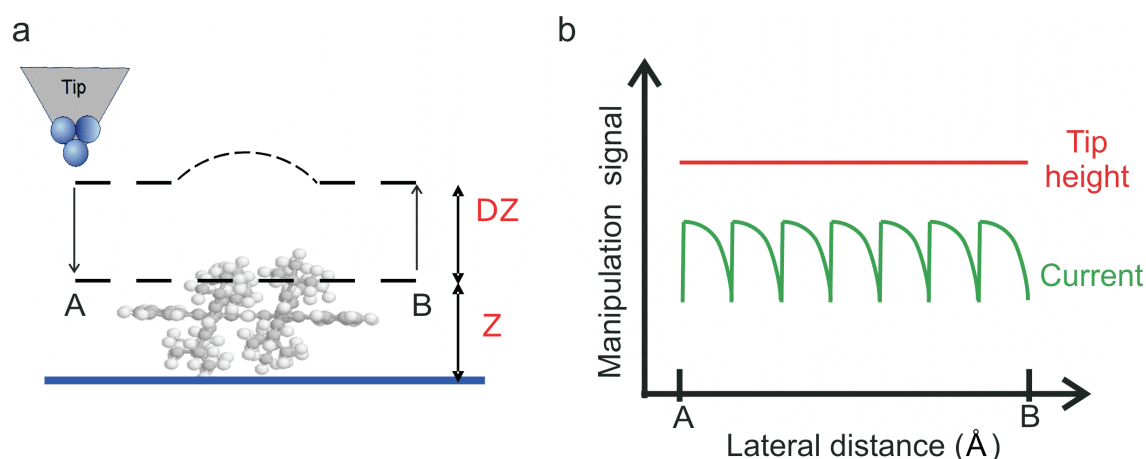 a
Tip
DZ
A
B
Z
b
Manipulation signal
Tip
height
Current
A
B
Lateral distance (Å)